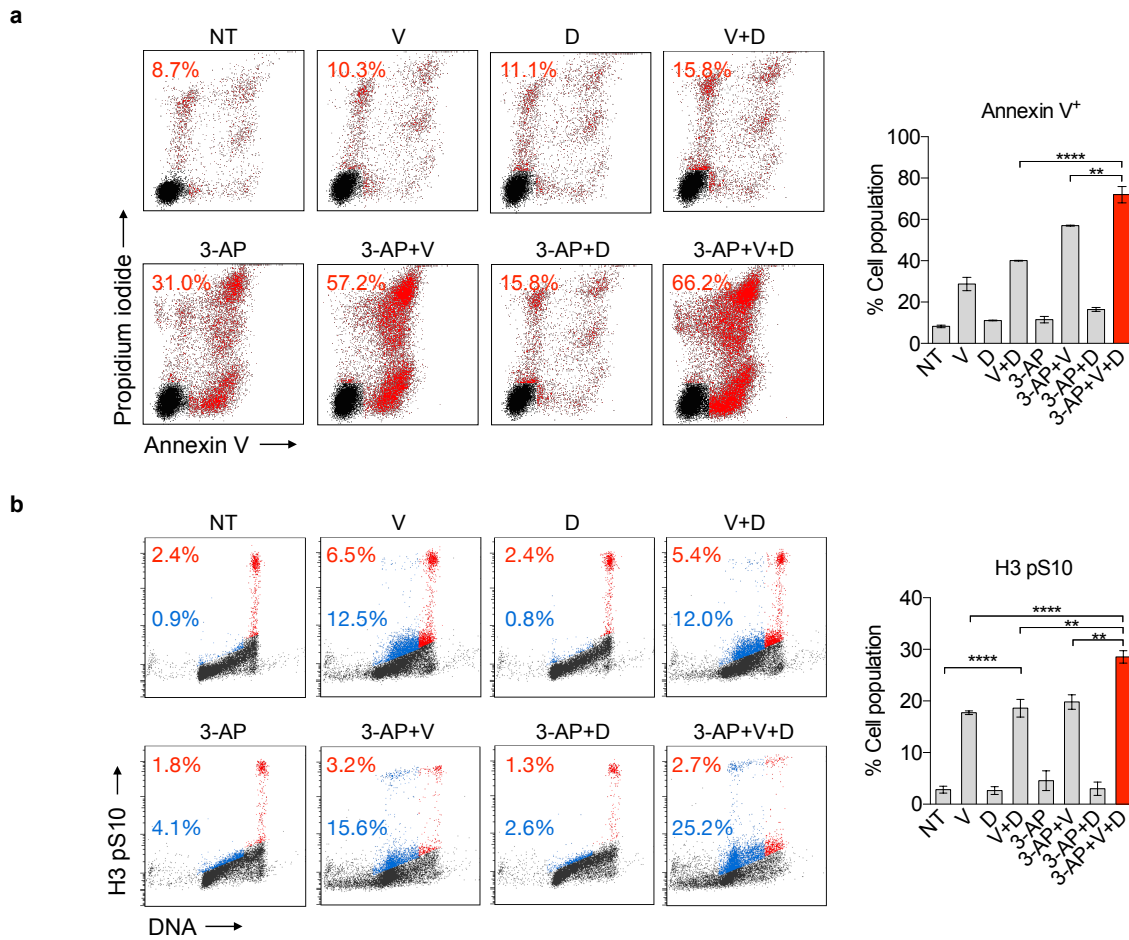 a
NT V D V+D
8.7% 10.3% 11.1% 15.8%
3-AP 3-AP+V 3-AP+D 3-AP+V+D
31.0% 57.2% 15.8% 66.2%
Propidium iodide
Annexin V
Annexin V+
% Cell population
100
80
60
40
20
0
**** 
**
NT V D V+D 3-AP 3-AP+V 3-AP+D 3-AP+V+D
b
NT V D V+D
2.4% 6.5% 2.4% 5.4%
0.9% 12.5% 0.8% 12.0%
3-AP 3-AP+V 3-AP+D 3-AP+V+D
1.8% 3.2% 1.3% 2.7%
4.1% 15.6% 2.6% 25.2%
H3 pS10
DNA
H3 pS10
% Cell population
40
30
20
10
0
****
**
**
****
NT V D V+D 3-AP 3-AP+V 3-AP+D 3-AP+V+D